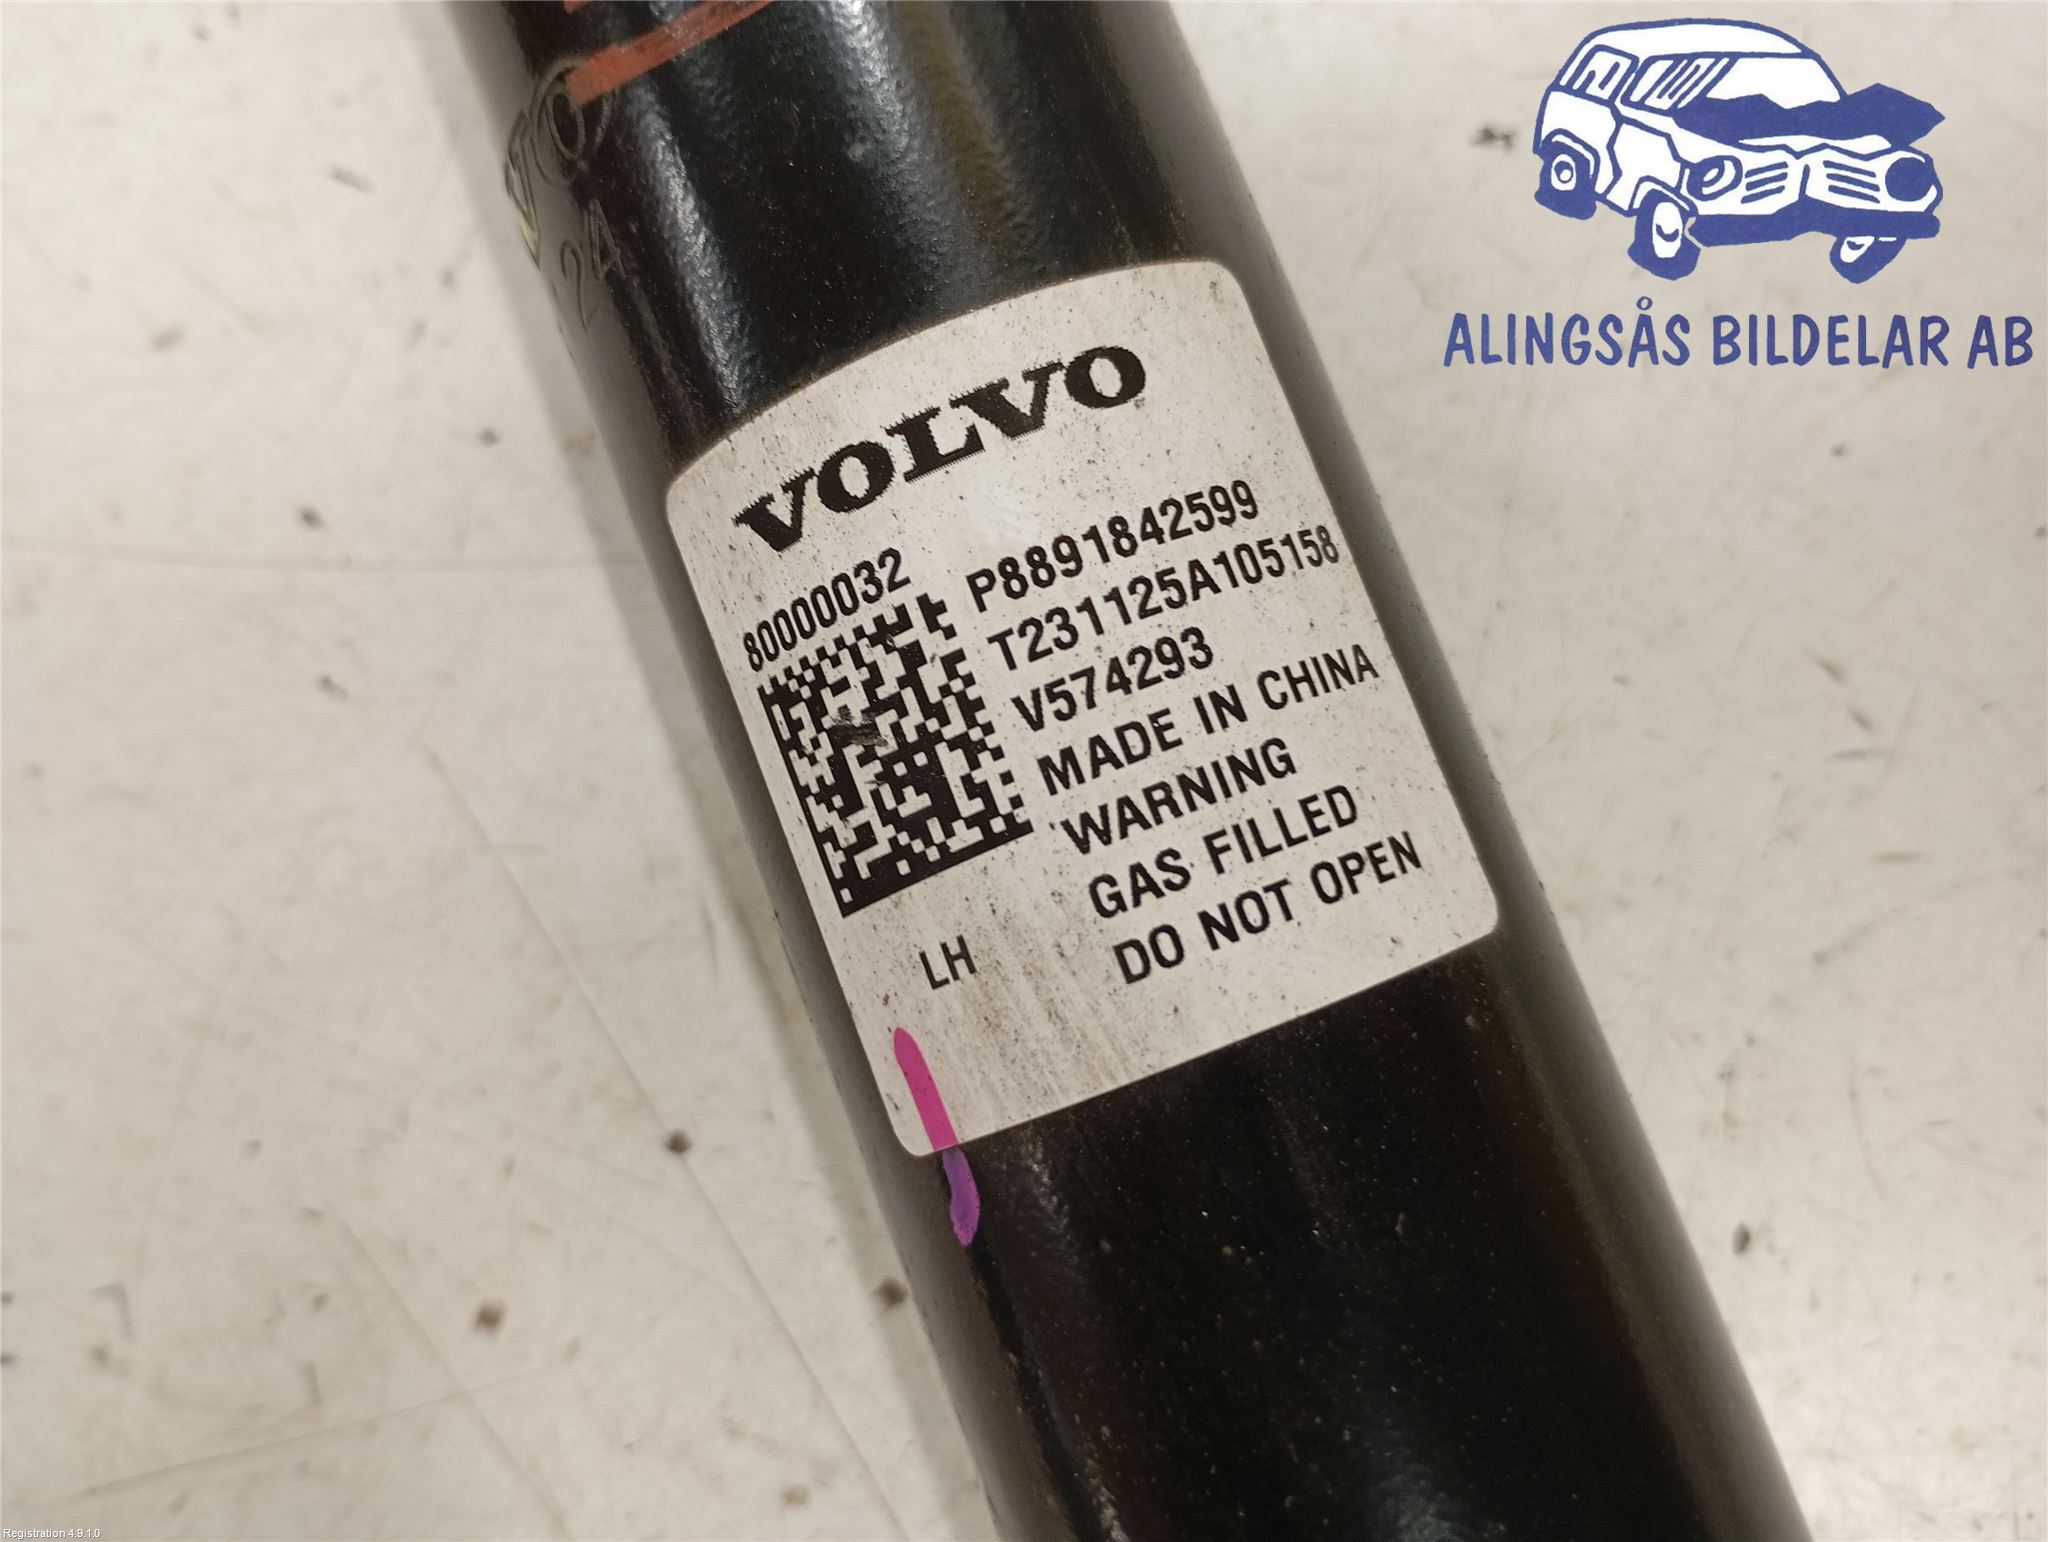 24
ALINGSÅS BILDELAR AB
VOLVO
80000032
P8891842599
T231125A105158
V574293
MADE IN CHINA
WARNING
GAS FILLED
DO NOT OPEN
LH
Registration 4.9.1.0